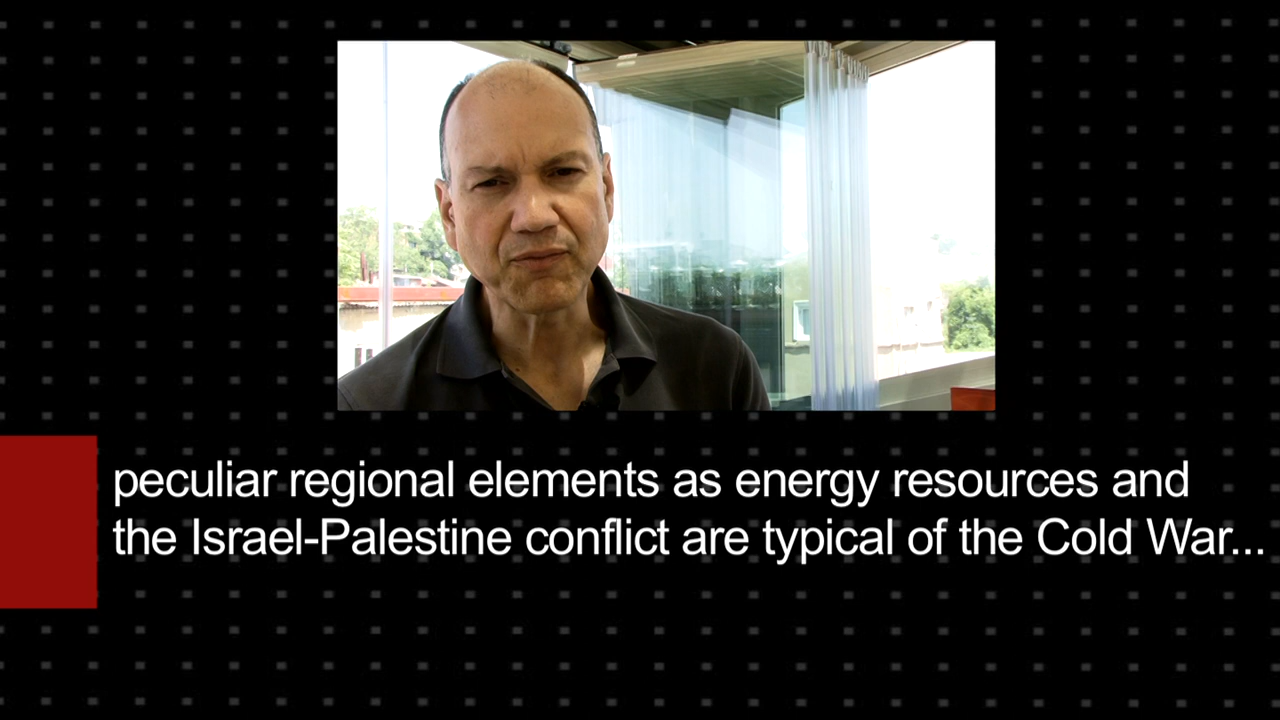 peculiar regional elements as energy resources and
the Israel-Palestine conflict are typical of the Cold War...